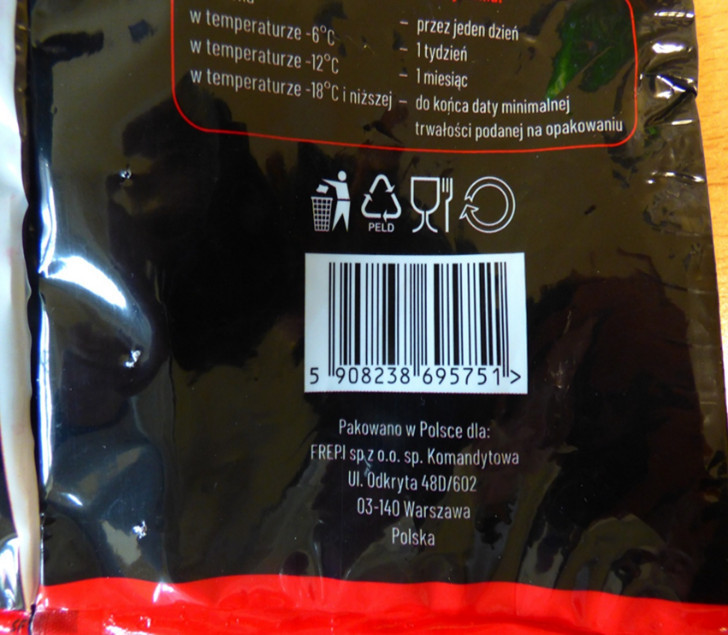 w temperaturze -6°C – przez jeden dzień
w temperaturze -12°C – 1 tydzień
w temperaturze -18°C i niższej – 1 miesiąc
– do końca daty minimalnej
trwałości podanej na opakowaniu
PELD
5 908238 695751 >
Pakowano w Polsce dla:
FREPI sp z o.o. sp. Komandytowa
Ul. Odkryta 48D/602
03-140 Warszawa
Polska